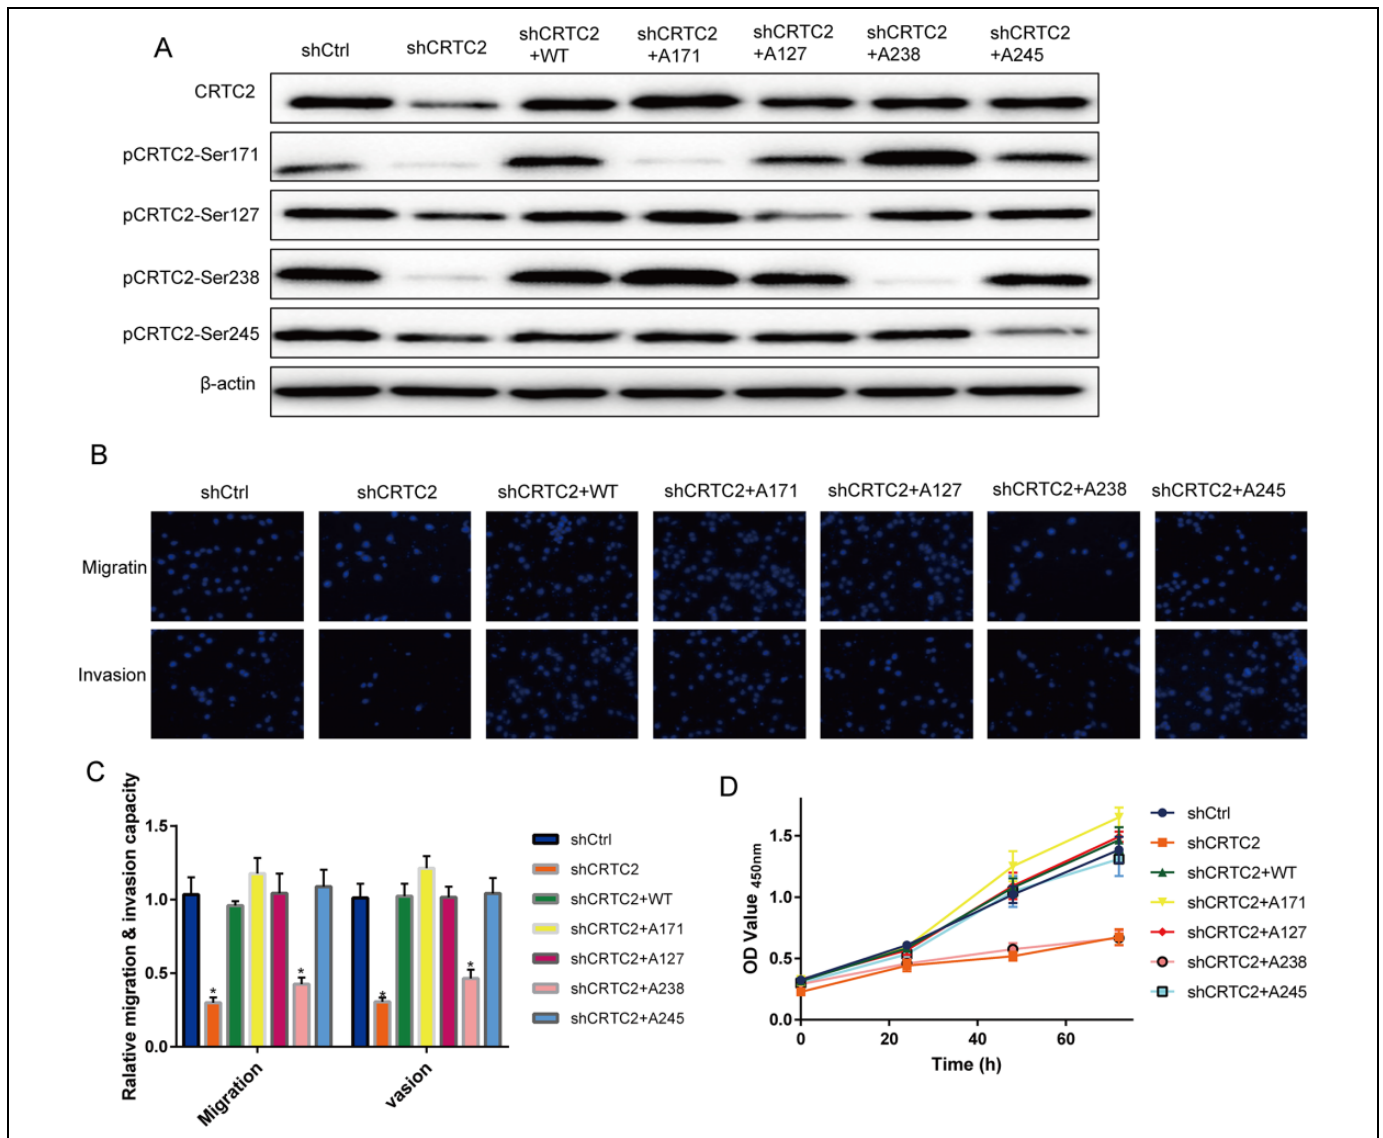 A
shCtrl
shCRTC2
shCRTC2
+WT
shCRTC2
+A171
shCRTC2
+A127
shCRTC2
+A238
shCRTC2
+A245
CRTC2
pCRTC2-Ser171
pCRTC2-Ser127
pCRTC2-Ser238
pCRTC2-Ser245
β-actin
B
shCtrl
shCRTC2
shCRTC2+WT
shCRTC2+A171
shCRTC2+A127
shCRTC2+A238
shCRTC2+A245
Migratin
Invasion
C
Ralative migration & invasion capacity
1.5
1.0
0.5
0.0
*
*
*
*
Migration
vasion
shCtrl
shCRTC2
shCRTC2+WT
shCRTC2+A171
shCRTC2+A127
shCRTC2+A238
shCRTC2+A245
D
OD Value 450nm
1.5
1.0
0.5
0.0
0
20
40
60
Time (h)
shCtrl
shCRTC2
shCRTC2+WT
shCRTC2+A171
shCRTC2+A127
shCRTC2+A238
shCRTC2+A245